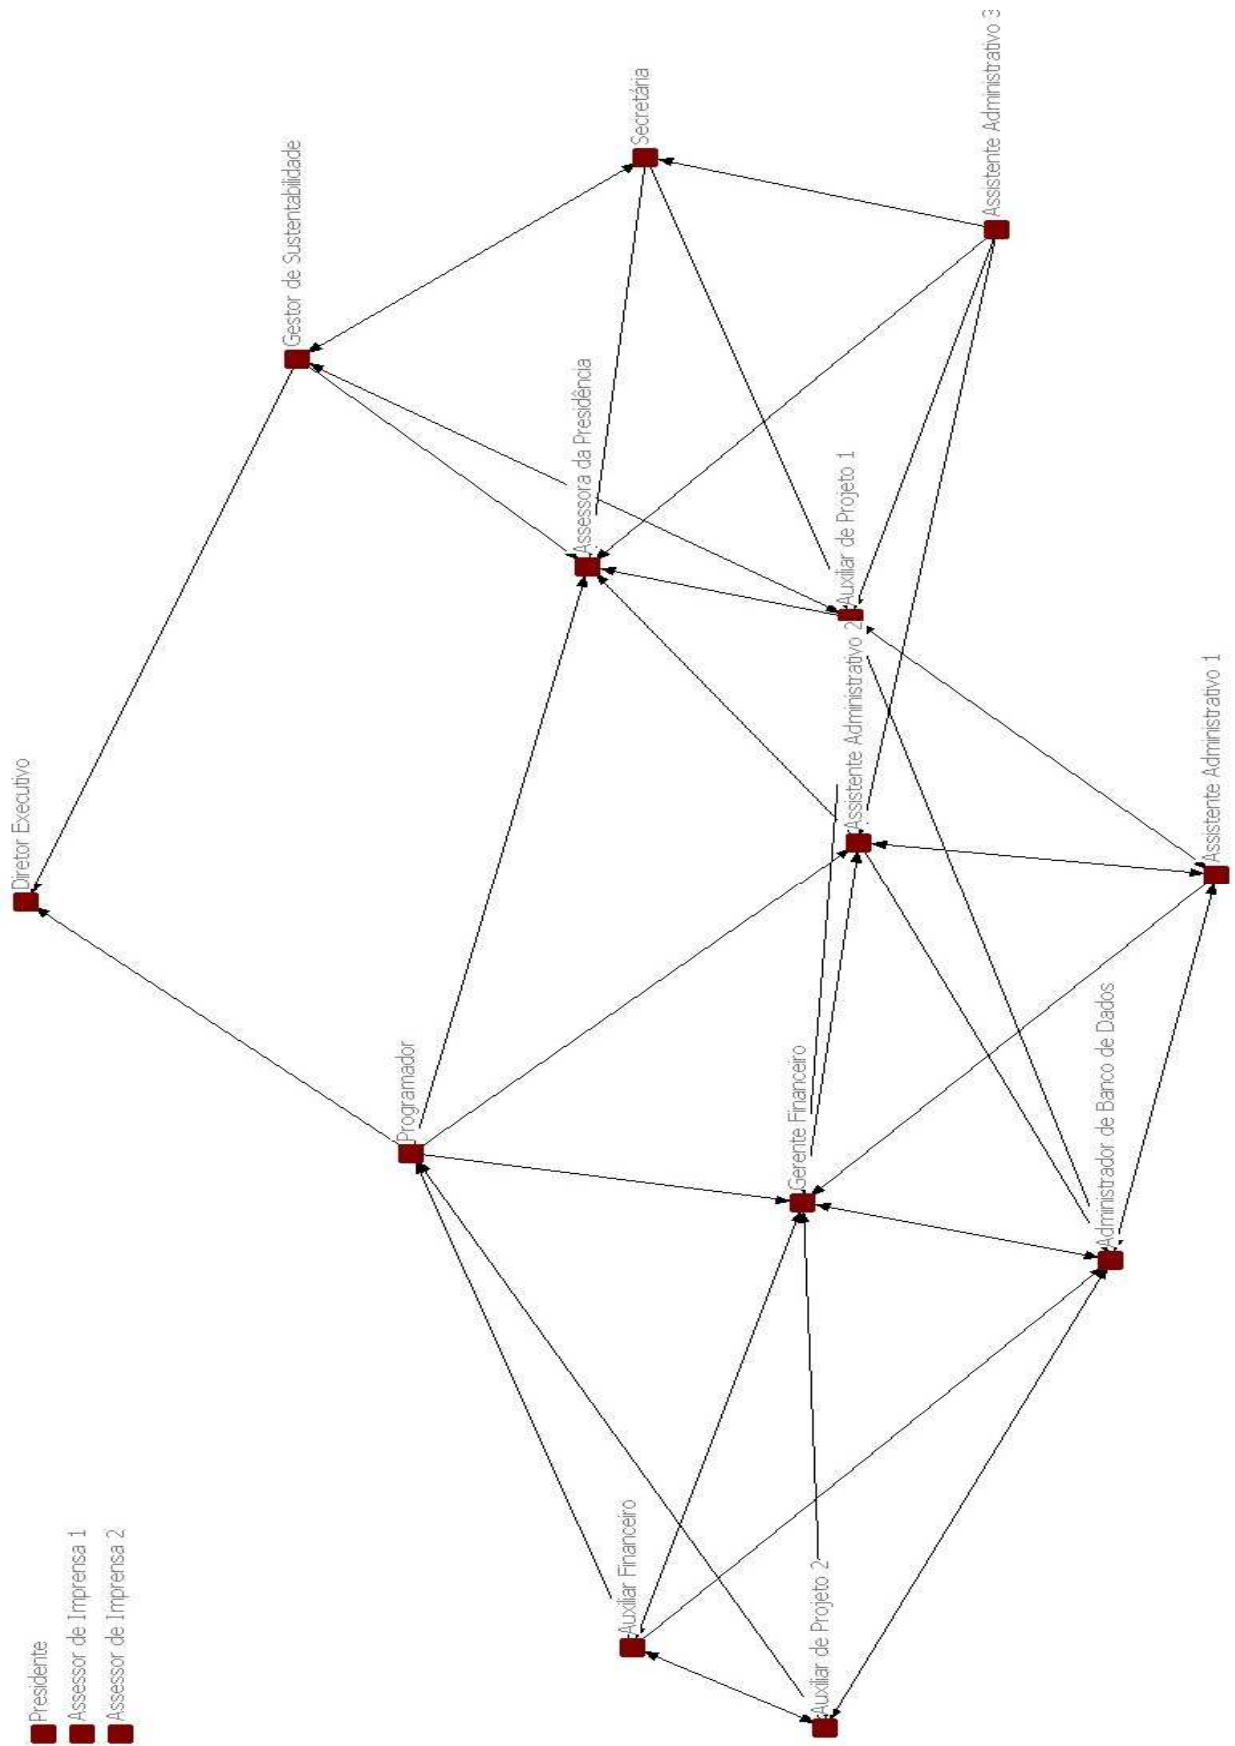 Presidente
Assessor de Imprensa 1
Assessor de Imprensa 2
Diretor Executivo
Gestor de Sustentabilidade
Programador
Assessora da Presidência
Secretária
Auxiliar Financeiro
Gerente Financeiro
Auxiliar de Projeto 2
Auxiliar de Projeto 1
Assistente Administrativo 2
Assistente Administrativo 3
Administrador de Banco de Dados
Assistente Administrativo 1